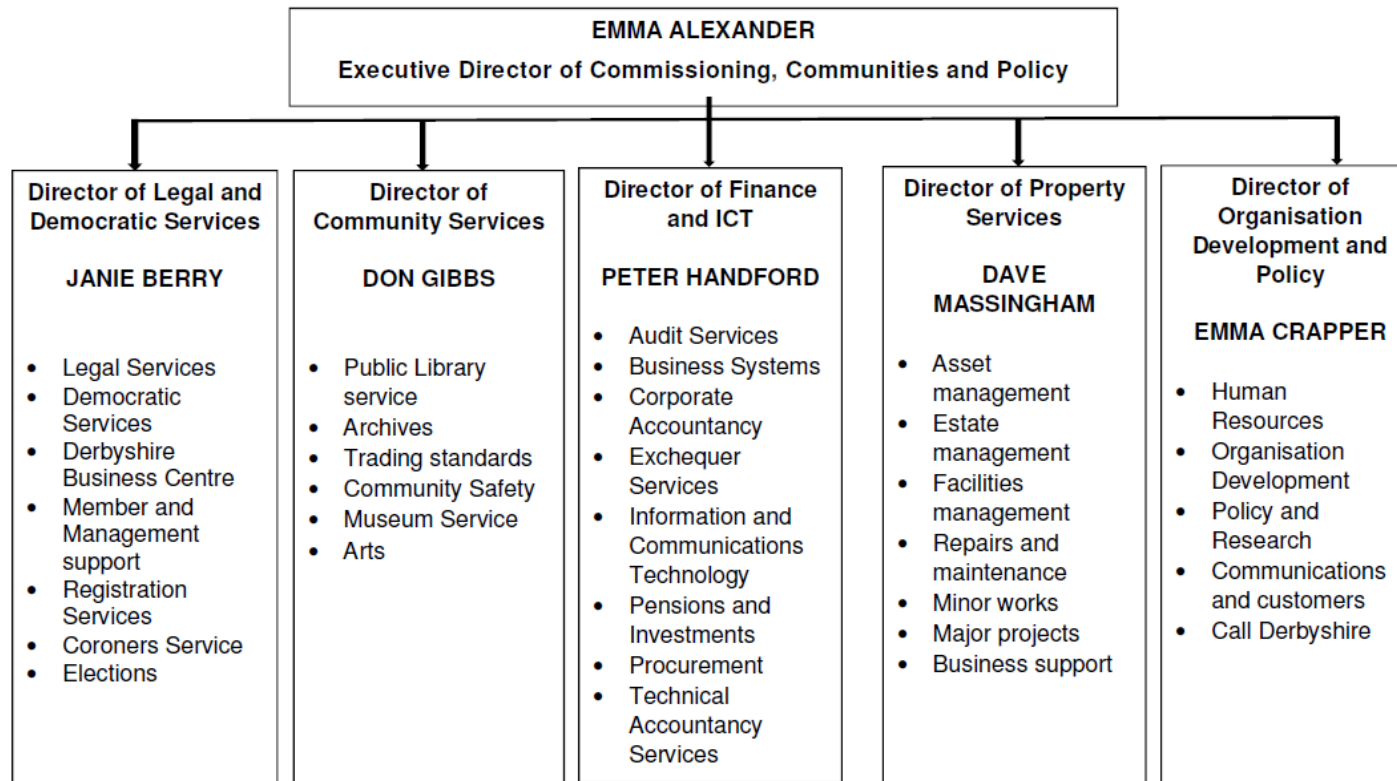 EMMA ALEXANDER
Executive Director of Commissioning, Communities and Policy
Director of Legal and
Democratic Services
JANIE BERRY
• Legal Services
• Democratic
Services
• Derbyshire
Business Centre
• Member and
Management
support
• Registration
Services
• Coroners Service
• Elections
Director of
Community Services
DON GIBBS
• Public Library
service
• Archives
• Trading standards
• Community Safety
• Museum Service
• Arts
Director of Finance
and ICT
PETER HANDFORD
• Audit Services
• Business Systems
• Corporate
Accountancy
• Exchequer
Services
• Information and
Communications
Technology
• Pensions and
Investments
• Procurement
• Technical
Accountancy
Services
Director of Property
Services
DAVE
MASSINGHAM
• Asset
management
• Estate
management
• Facilities
management
• Repairs and
maintenance
• Minor works
• Major projects
• Business support
Director of
Organisation
Development and
Policy
EMMA CRAPPER
• Human
Resources
• Organisation
Development
• Policy and
Research
• Communications
and customers
• Call Derbyshire